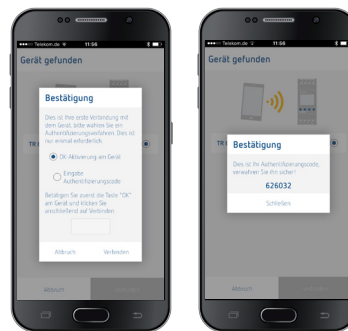 Telekom.de 11:56
Gerät gefunden
Bestätigung
Dies ist Ihre erste Verbindung mit
dem Gerät, bitte wählen Sie ein
Authentifizierungsverfahren. Dies ist
nur einmal erforderlich.
OK-Aktivierung am Gerät
Eingabe
Authentifizierungscode
Betätigen Sie zuerst die Taste "OK"
am Gerät und klicken Sie
anschließend auf Verbinden
Abbruch Verbinden
TR
Abbruch
Telekom.de 11:56
Gerät gefunden
TR
Bestätigung
Dies ist Ihr Authentifizierungscode,
verwahren Sie ihn sicher!
626032
Schließen
Abbruch